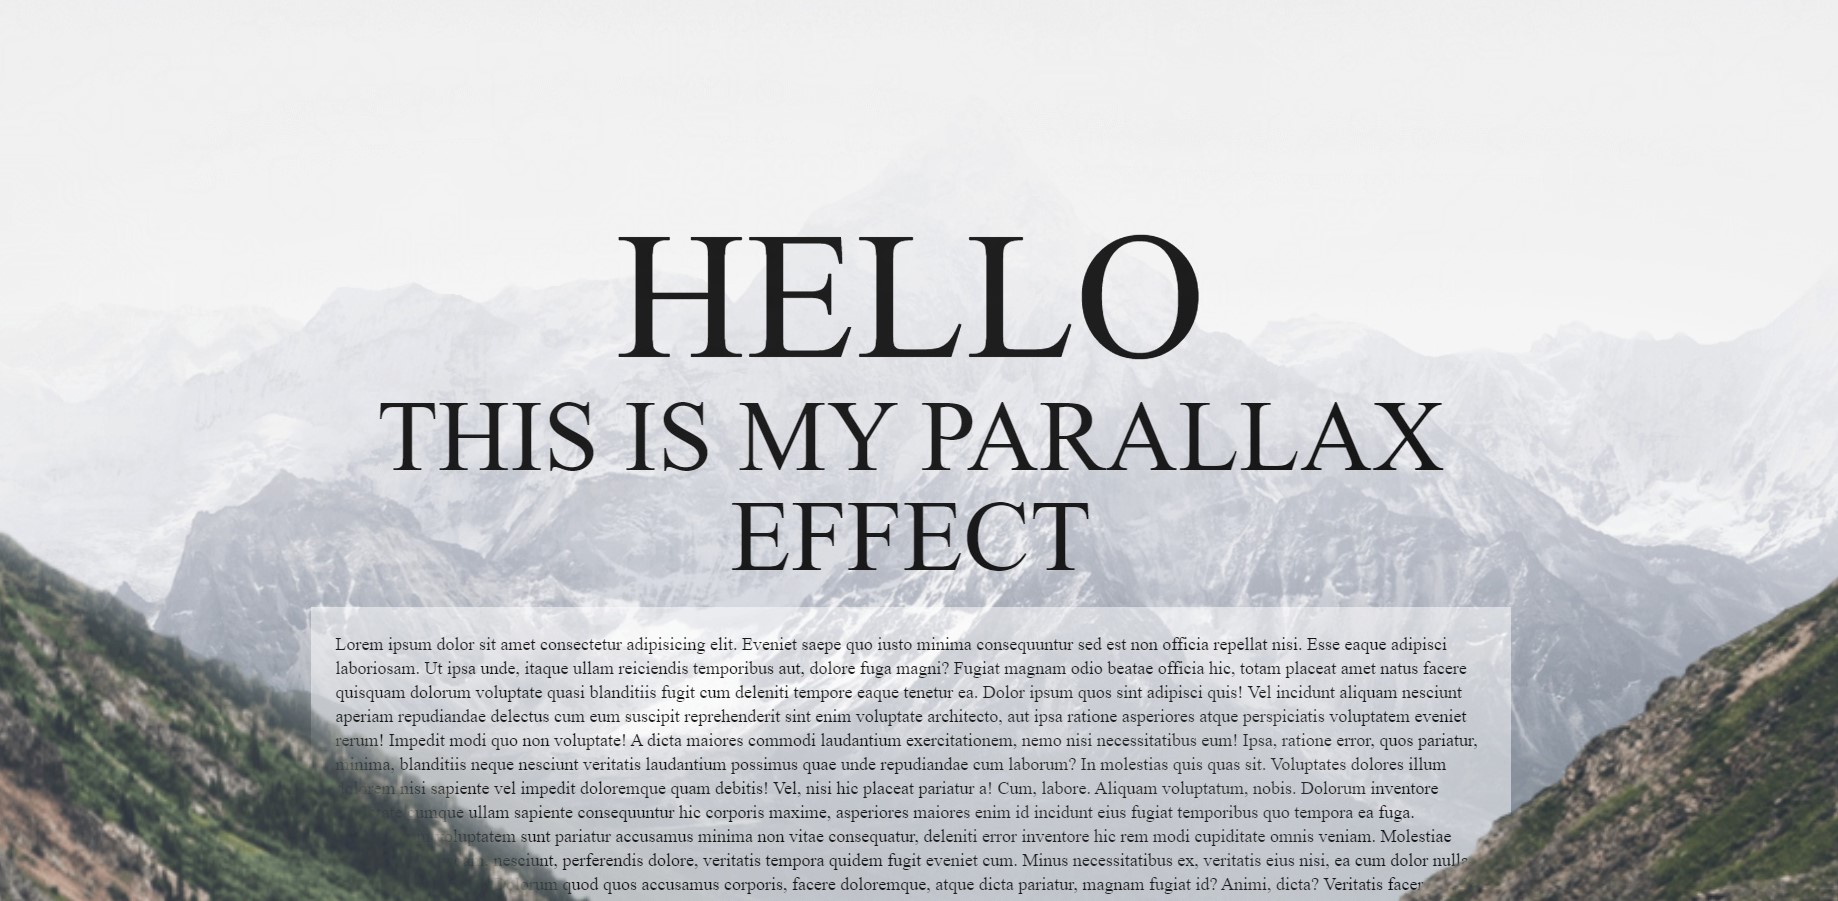 HELLO
THIS IS MY PARALLAX
EFFECT
Lorem ipsum dolor sit amet consectetur adipisicing elit. Eveniet saepe quo iusto minima consequuntur sed est non officia repellat nisi. Esse eaque adipisci
laboriosam. Ut ipsa unde, itaque ullam reiciendis temporibus aut, dolore fuga magni? Fugiat magnam odio beatae officia hic, totam placeat amet natus facere
quisquam dolorum voluptate quasi blanditiis fugit cum deleniti tempore eaque tenetur ea. Dolor ipsum quos sint adipisci quis! Vel incidunt aliquam nesciunt
aperiam repudiandae delectus cum eum suscipit reprehenderit sint enim voluptate architecto, aut ipsa ratione asperiores atque perspiciatis voluptatem eveniet
rerum! Impedit modi quo non voluptate! A dicta maiores commodi laudantium exercitationem, nemo nisi necessitatibus eum! Ipsa, ratione error, quos pariatur,
minima, blanditiis neque nesciunt veritatis laudantium possimus quae unde repudiandae cum laborum? In molestias quis quas sit. Voluptates dolores illum
nisi sapiente vel impedit doloremque quam debitis! Vel, nisi hic placeat pariatur a! Cum, labore. Aliquam voluptatum, nobis. Dolorum inventore
cumque ullam sapiente consequuntur hic corporis maxime, asperiores maiores enim id incidunt eius fugiat temporibus quo tempora ea fuga.
voluptatem sunt pariatur accusamus minima non vitae consequatur, deleniti error inventore hic rem modi cupiditate omnis veniam. Molestiae
nesciunt, perferendis dolore, veritatis tempora quidem fugit eveniet cum. Minus necessitatibus ex, veritatis eius nisi, ea cum dolor nulla
quod quos accusamus corporis, facere doloremque, atque dicta pariatur, magnam fugiat id? Animi, dicta? Veritatis